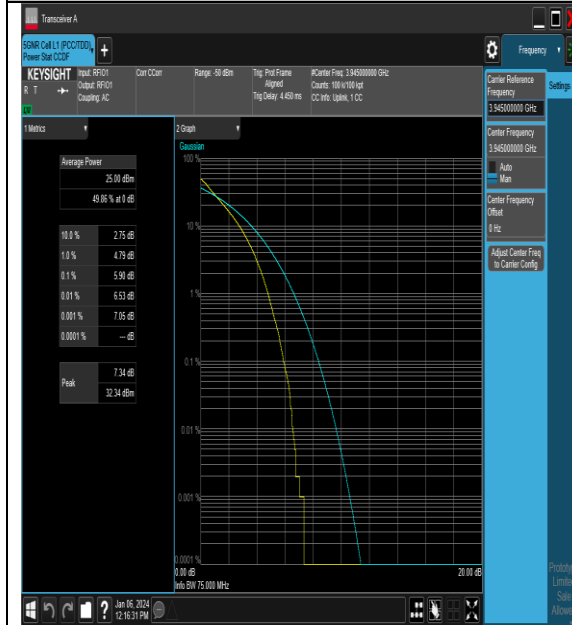 Transceiver A
5GNR Cell L1 (PCC/TDD),
Power Stat CCDF
Frequency
KEYSIGHT
R T
Input: RFIO1
Output: RFIO1
Coupling: AC
Corr CCorr
Range: -50 dBm
Trig: Prot Frame
Aligned
Trig Delay: 4.450 ms
#Center Freq: 3.945000000 GHz
Counts: 100 k/100 kpt
CC Info: Uplink, 1 CC
1 Metrics
2 Graph
Average Power
25.00 dBm
49.86 % at 0 dB
10.0 % 2.75 dB
1.0 % 4.79 dB
0.1 % 5.90 dB
0.01 % 6.53 dB
0.001 % 7.05 dB
0.0001 % --- dB
Peak
7.34 dB
32.34 dBm
Gaussian
100 %
10 %
1 %
0.1 %
0.01 %
0.001 %
0.0001 %
0.00 dB
20.00 dB
Info BW 75.000 MHz
Carrier Reference
Frequency
3.945000000 GHz
Settings
Center Frequency
3.945000000 GHz
Auto
Man
Center Frequency
Offset
0 Hz
Adjust Center Freq
to Carrier Config
Jan 06, 2024
12:16:31 PM